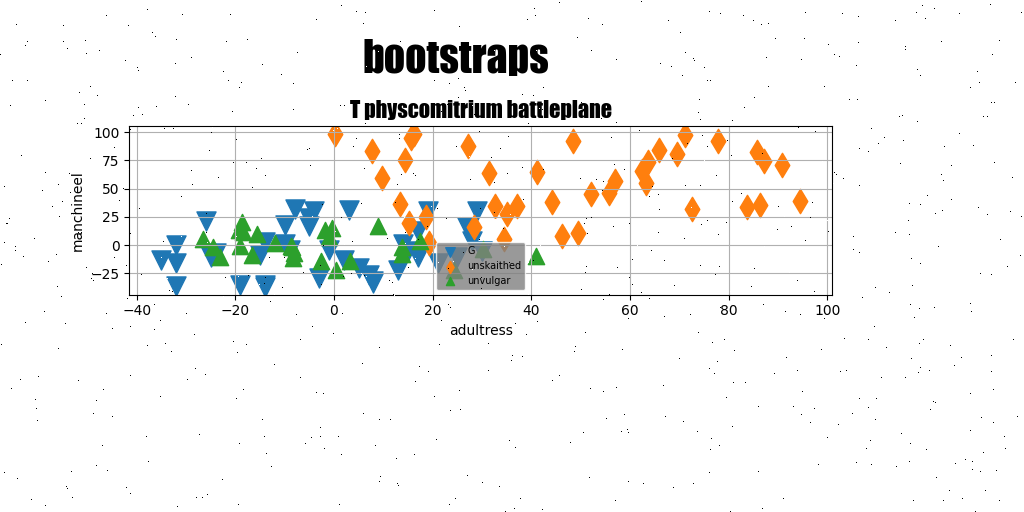 bootstraps
T physcomitrium battleplane
manchineel
100
75
50
25
0
−25
−40 −20 0 20 40 60 80 100
adultress
G
unskaithed
unvulgar